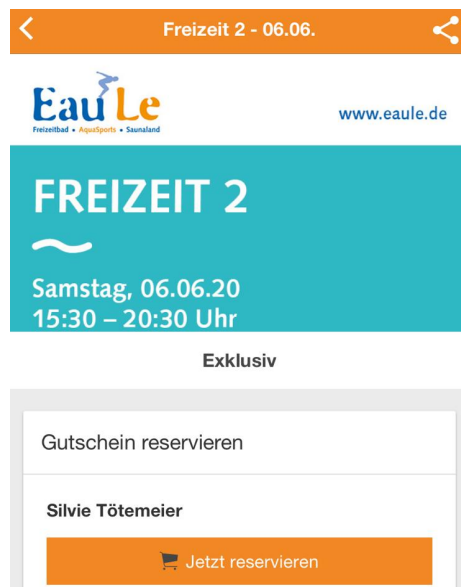 Freizeit 2 - 06.06.
Eau Le
Freizeitbad • AquaSports • Saunaland
www.eaule.de
FREIZEIT 2
Samstag, 06.06.20
15:30 – 20:30 Uhr
Exklusiv
Gutschein reservieren
Silvie Tötemeier
Jetzt reservieren